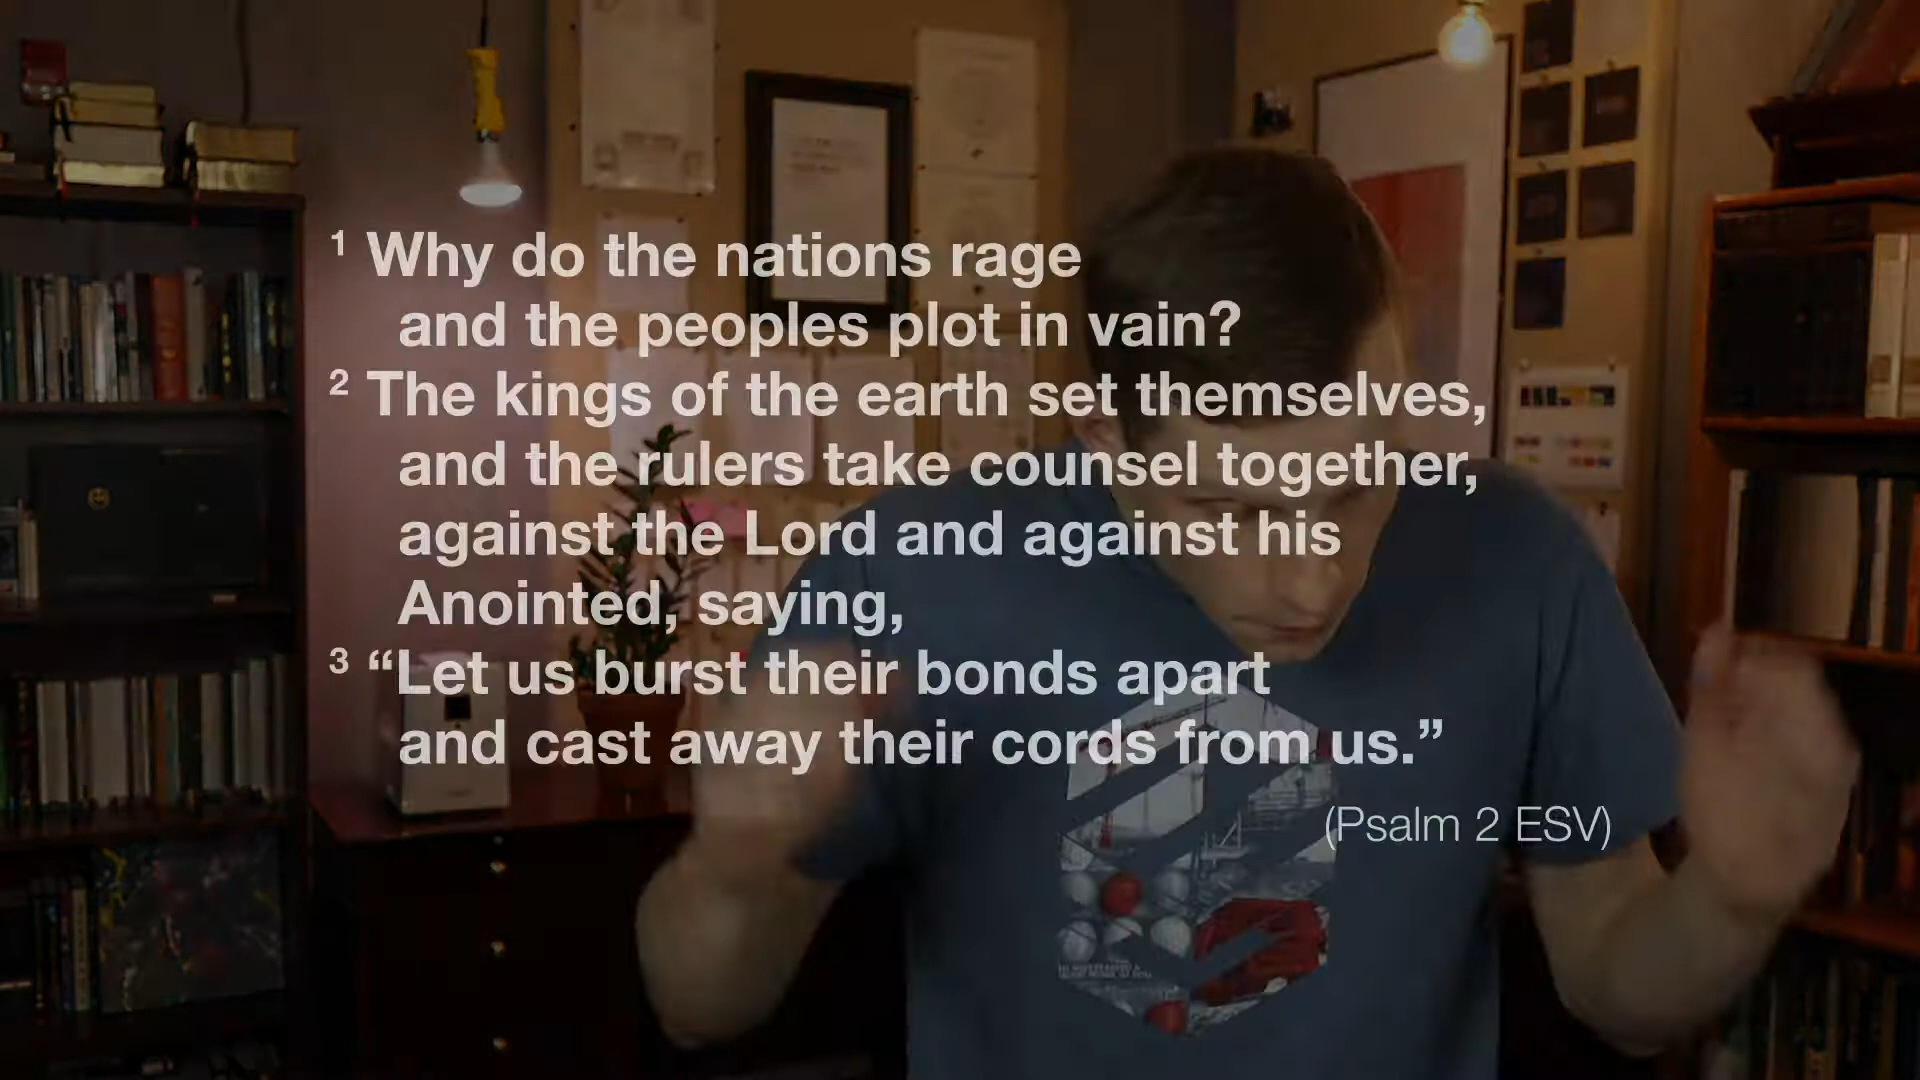 1 Why do the nations rage
and the peoples plot in vain?
2 The kings of the earth set themselves,
and the rulers take counsel together,
against the Lord and against his
Anointed, saying,
3 “Let us burst their bonds apart
and cast away their cords from us.”
(Psalm 2 ESV)